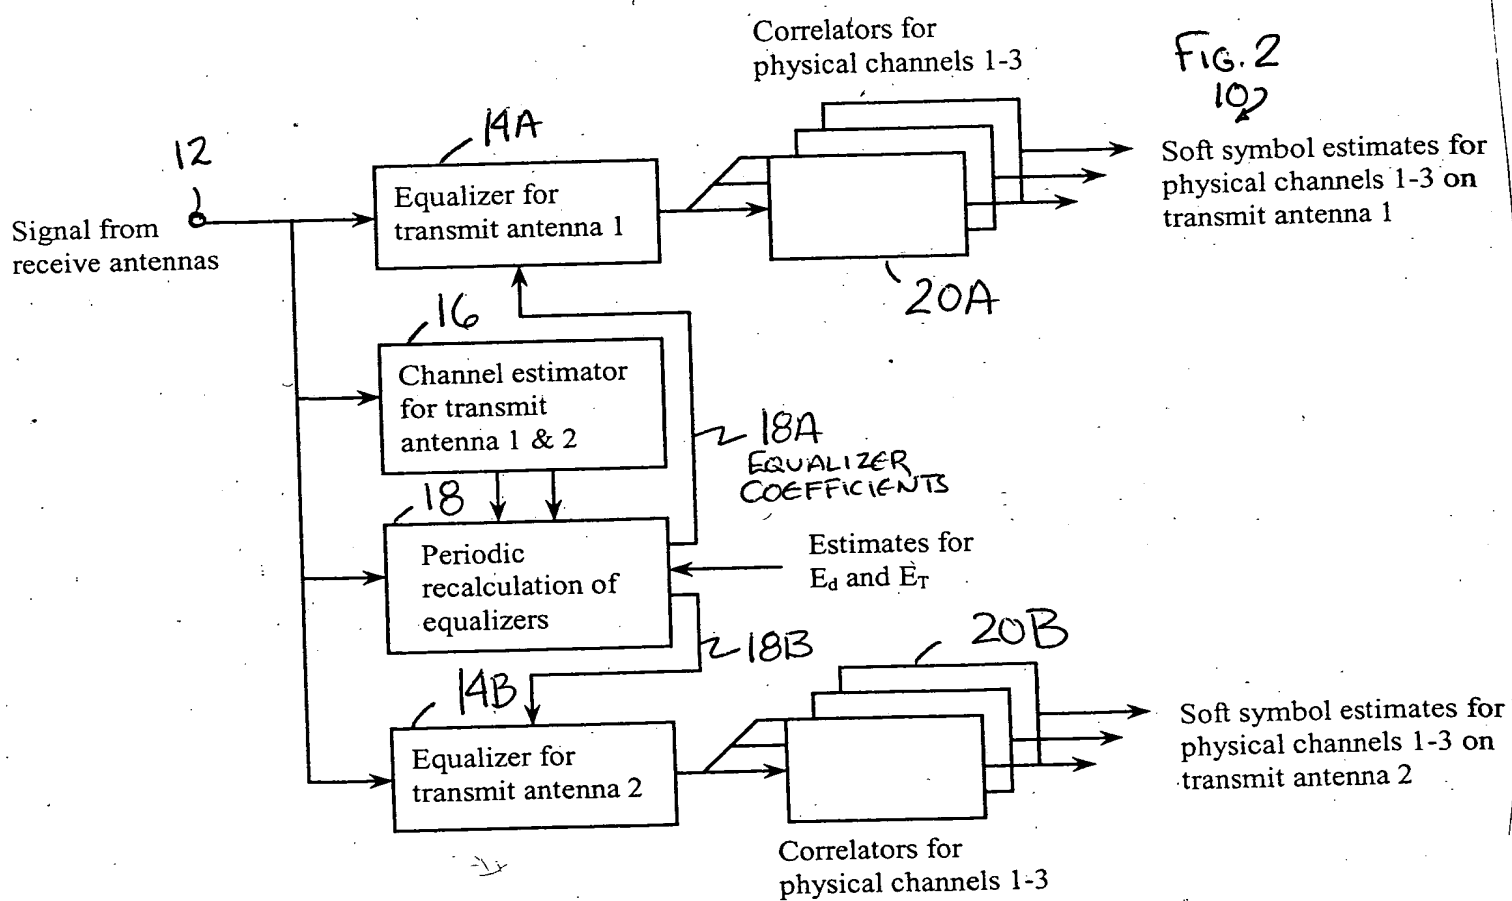 Correlators for
physical channels 1-3
FIG. 2
10
14A
12
Equalizer for
transmit antenna 1
Soft symbol estimates for
physical channels 1-3 on
transmit antenna 1
Signal from
receive antennas
20A
16
Channel estimator
for transmit
antenna 1 & 2
18A
EQUALIZER
COEFFICIENTS
18
Periodic
recalculation of
equalizers
Estimates for
Ed and ET
18B
20B
14B
Equalizer for
transmit antenna 2
Soft symbol estimates for
physical channels 1-3 on
transmit antenna 2
Correlators for
physical channels 1-3